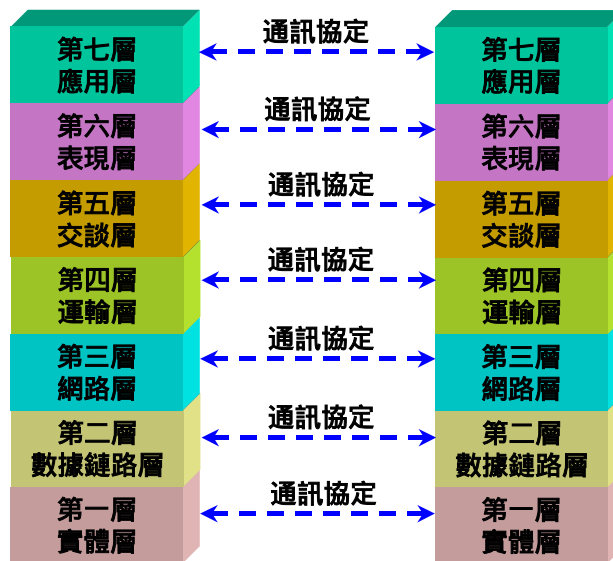 通訊協定
第七層
應用層
第七層
應用層
通訊協定
第六層
表現層
第六層
表現層
通訊協定
第五層
交談層
第五層
交談層
通訊協定
第四層
運輸層
第四層
運輸層
通訊協定
第三層
網路層
第三層
網路層
通訊協定
第二層
數據鏈路層
第二層
數據鏈路層
通訊協定
第一層
實體層
第一層
實體層